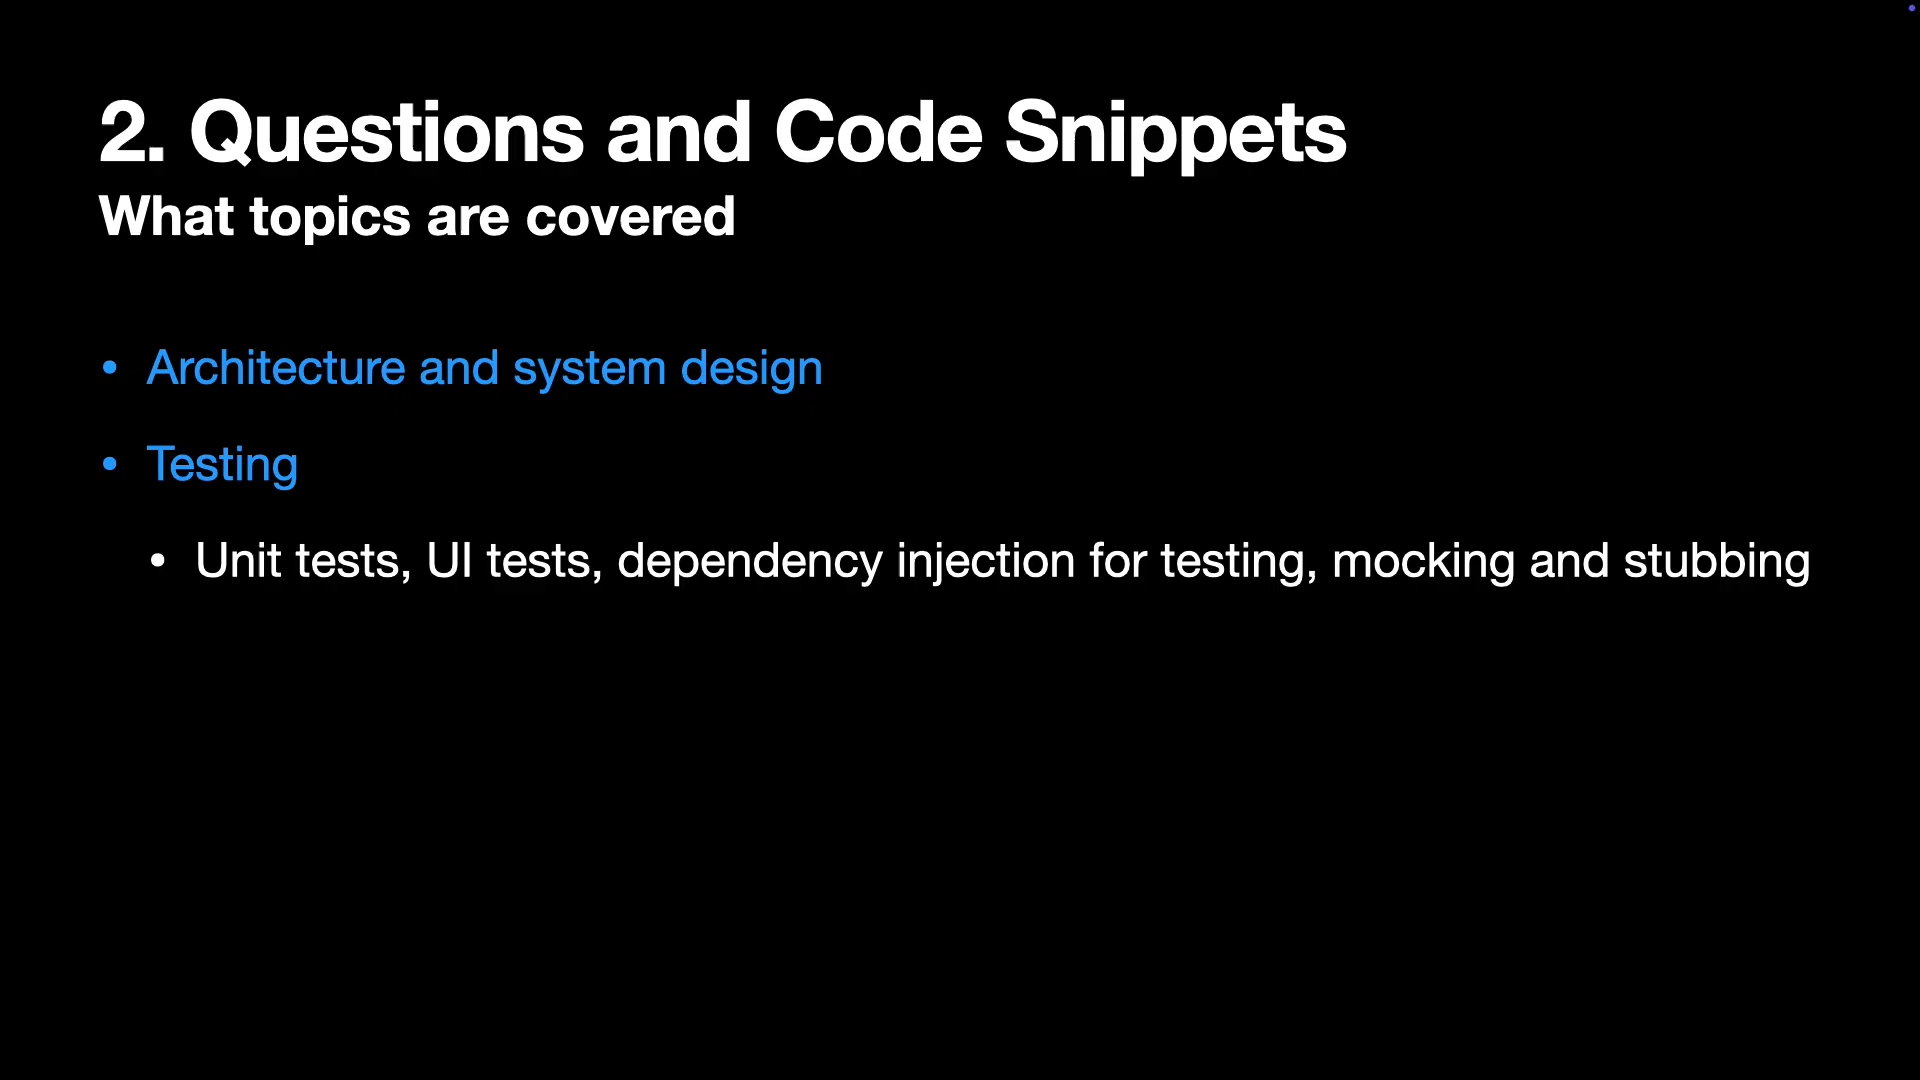 2. Questions and Code Snippets
What topics are covered
• Architecture and system design
• Testing
• Unit tests, UI tests, dependency injection for testing, mocking and stubbing